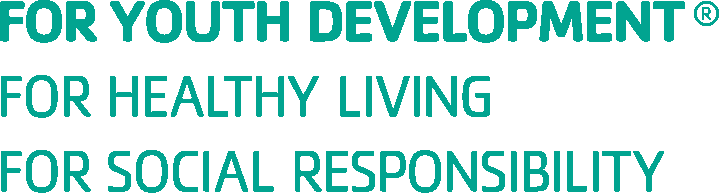 FOR YOUTH DEVELOPMENT®
FOR HEALTHY LIVING
FOR SOCIAL RESPONSIBILITY